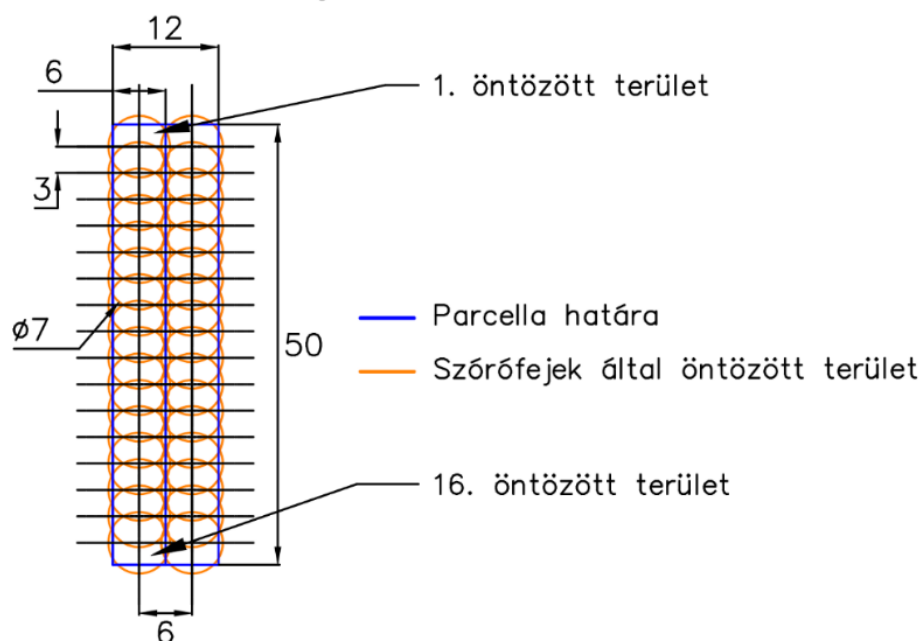 12
6
1. öntözött terület
3
ø7
50
Parcella határa
Szórófejek által öntözött terület
16. öntözött terület
6